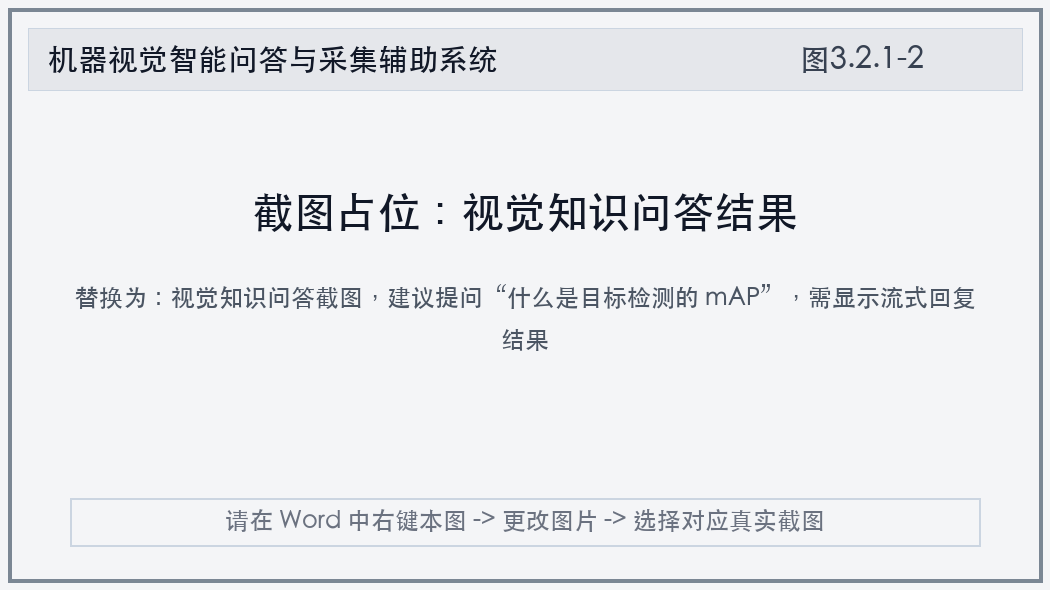 机器视觉智能问答与采集辅助系统
图3.2.1-2
截图占位：视觉知识问答结果
替换为：视觉知识问答截图，建议提问“什么是目标检测的 mAP”，需显示流式回复
结果
请在 Word 中右键本图 -> 更改图片 -> 选择对应真实截图